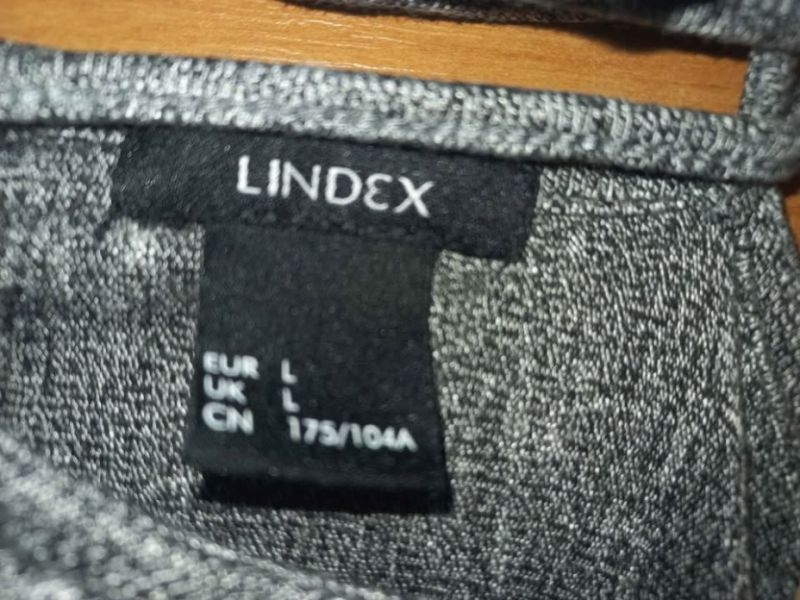 LINDEX
EUR L
UK L
CN 175/104A